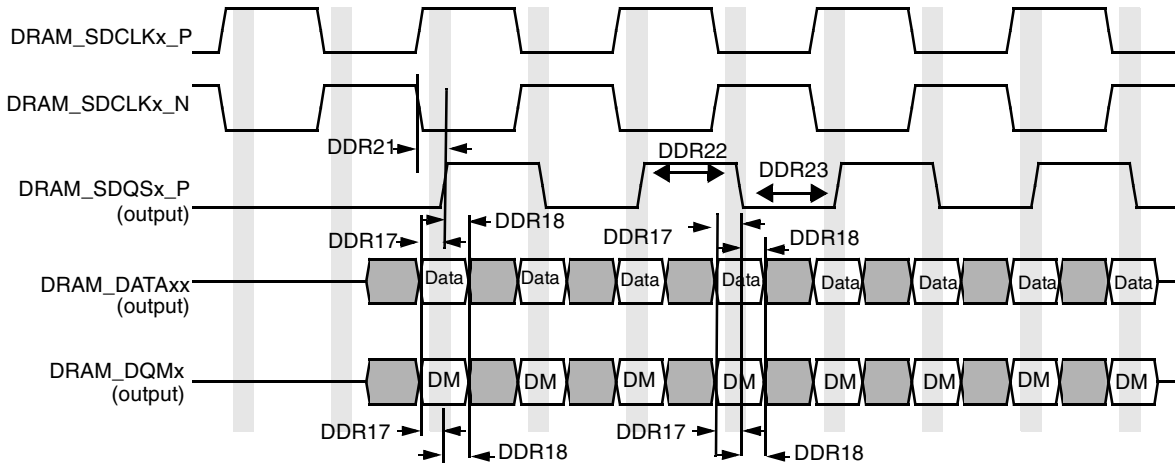 DRAM_SDCLKx_P
DRAM_SDCLKx_N
DDR21
DDR22
DDR23
DRAM_SDQSx_P
(output)
DDR18
DDR17
DDR17
DDR18
DRAM_DATAxx
(output)
Data
Data
Data
Data
Data
Data
Data
Data
DRAM_DQMx
(output)
DM
DM
DM
DM
DM
DM
DM
DM
DDR17
DDR17
DDR18
DDR18